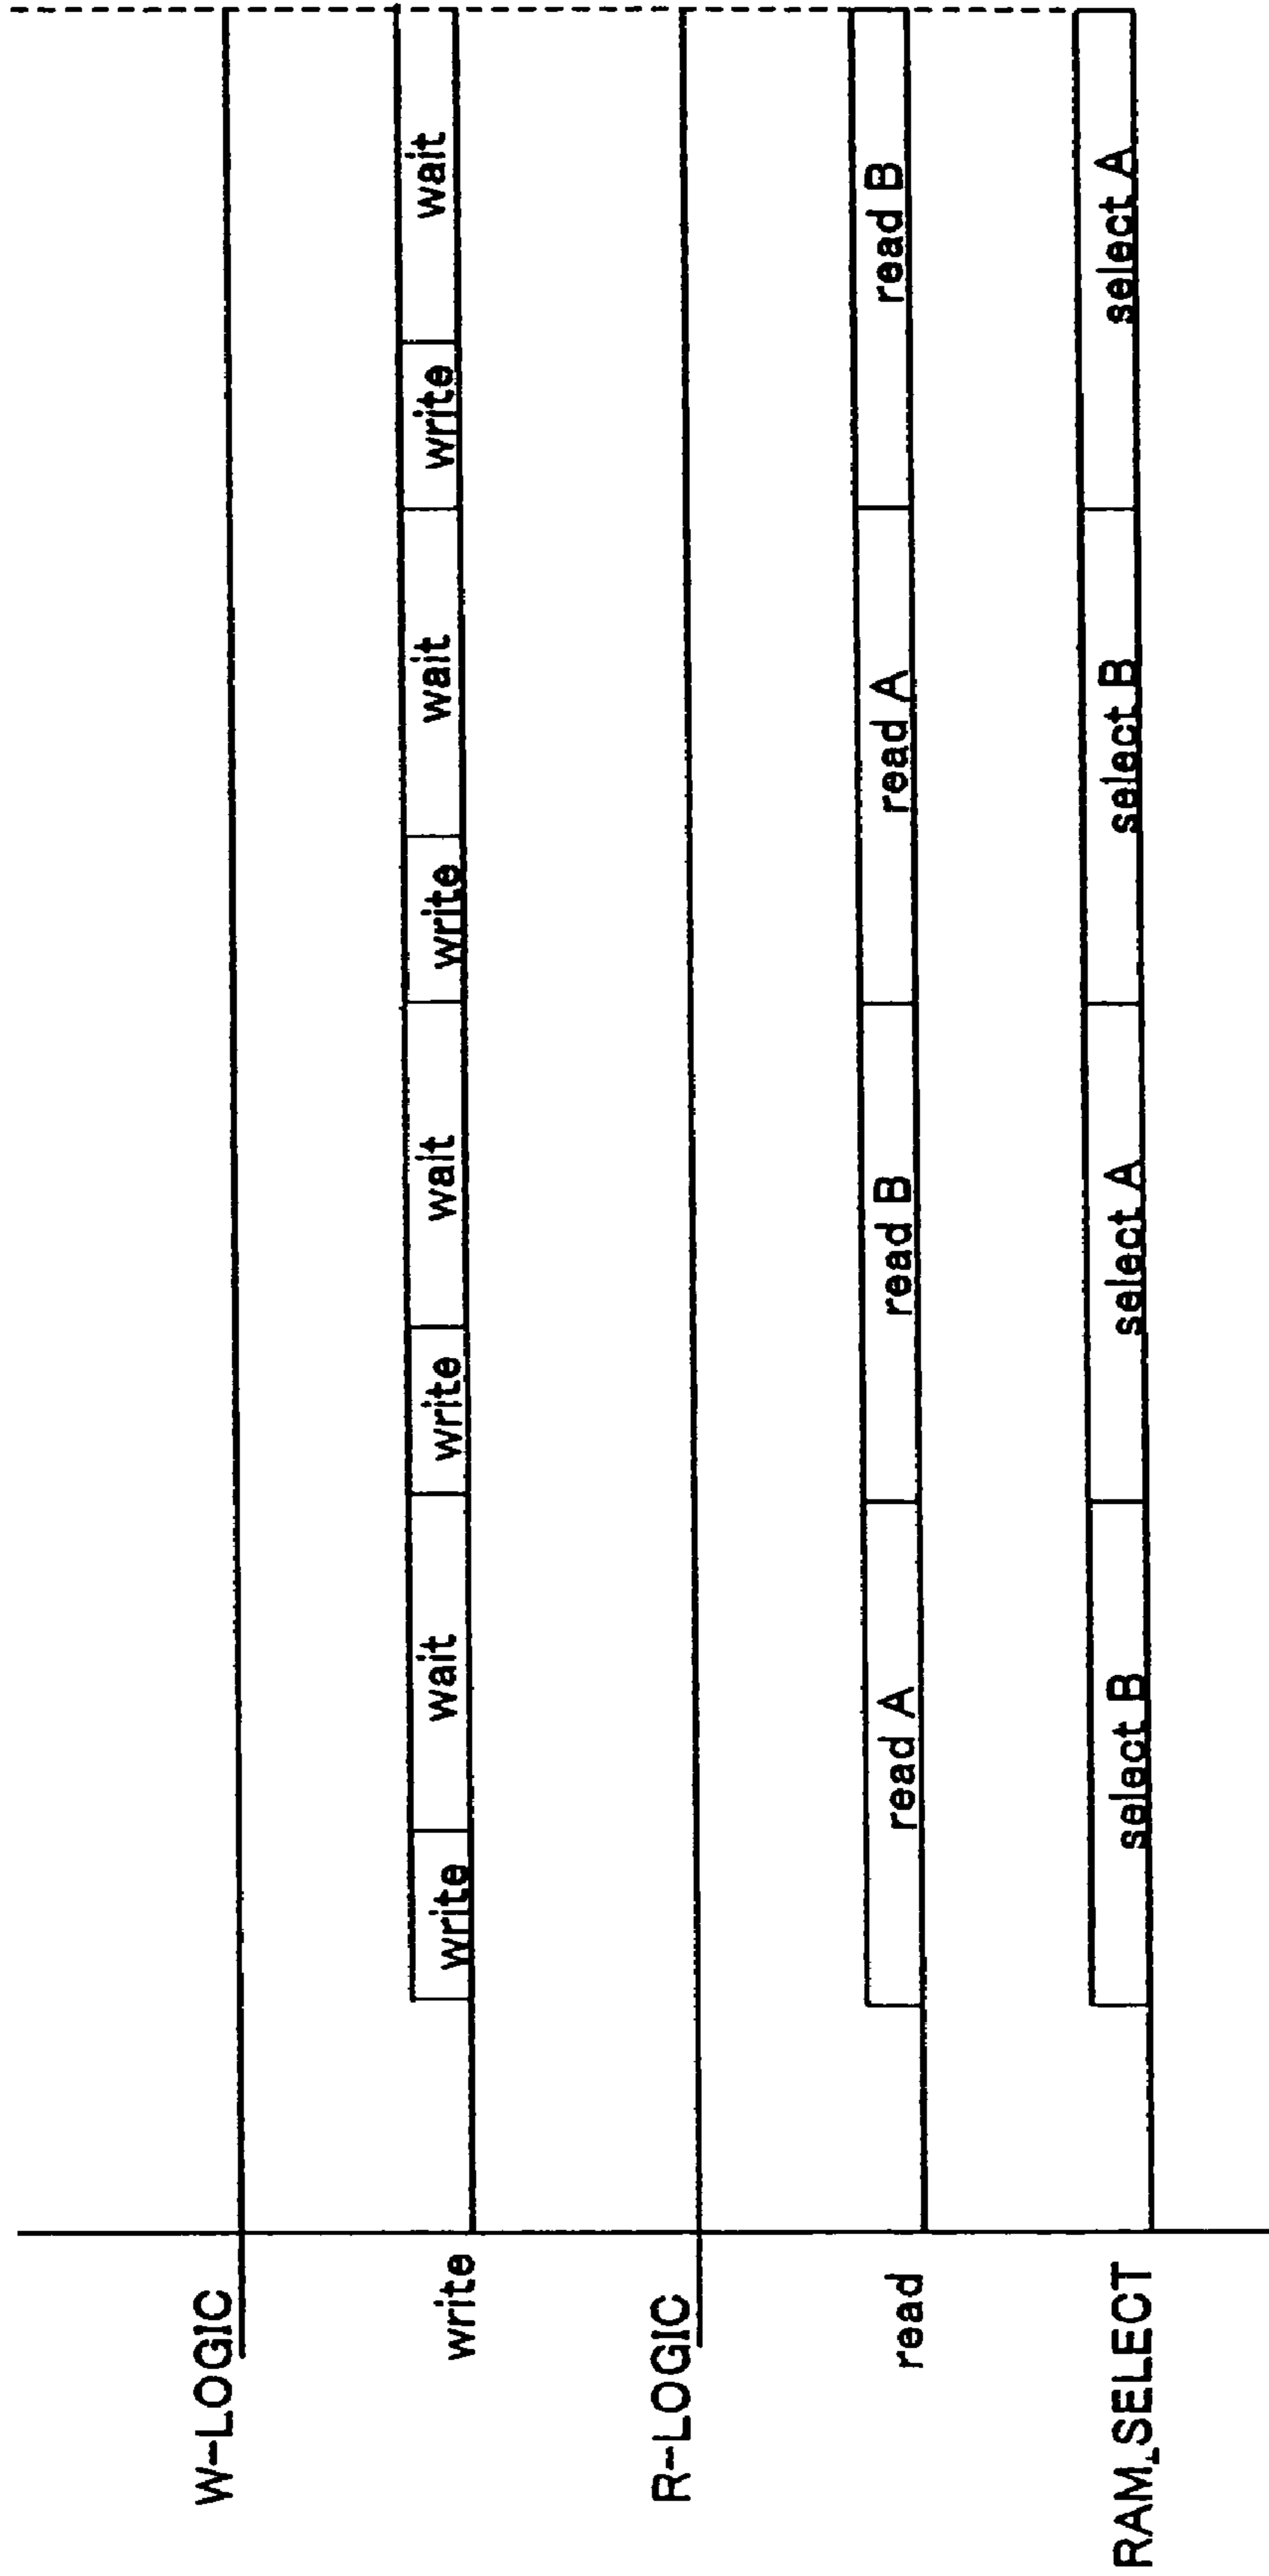 W-LOGIC
write write wait write wait write wait write wait
R-LOGIC
read read A read B read A read B
RAM_SELECT select B select A select B select A